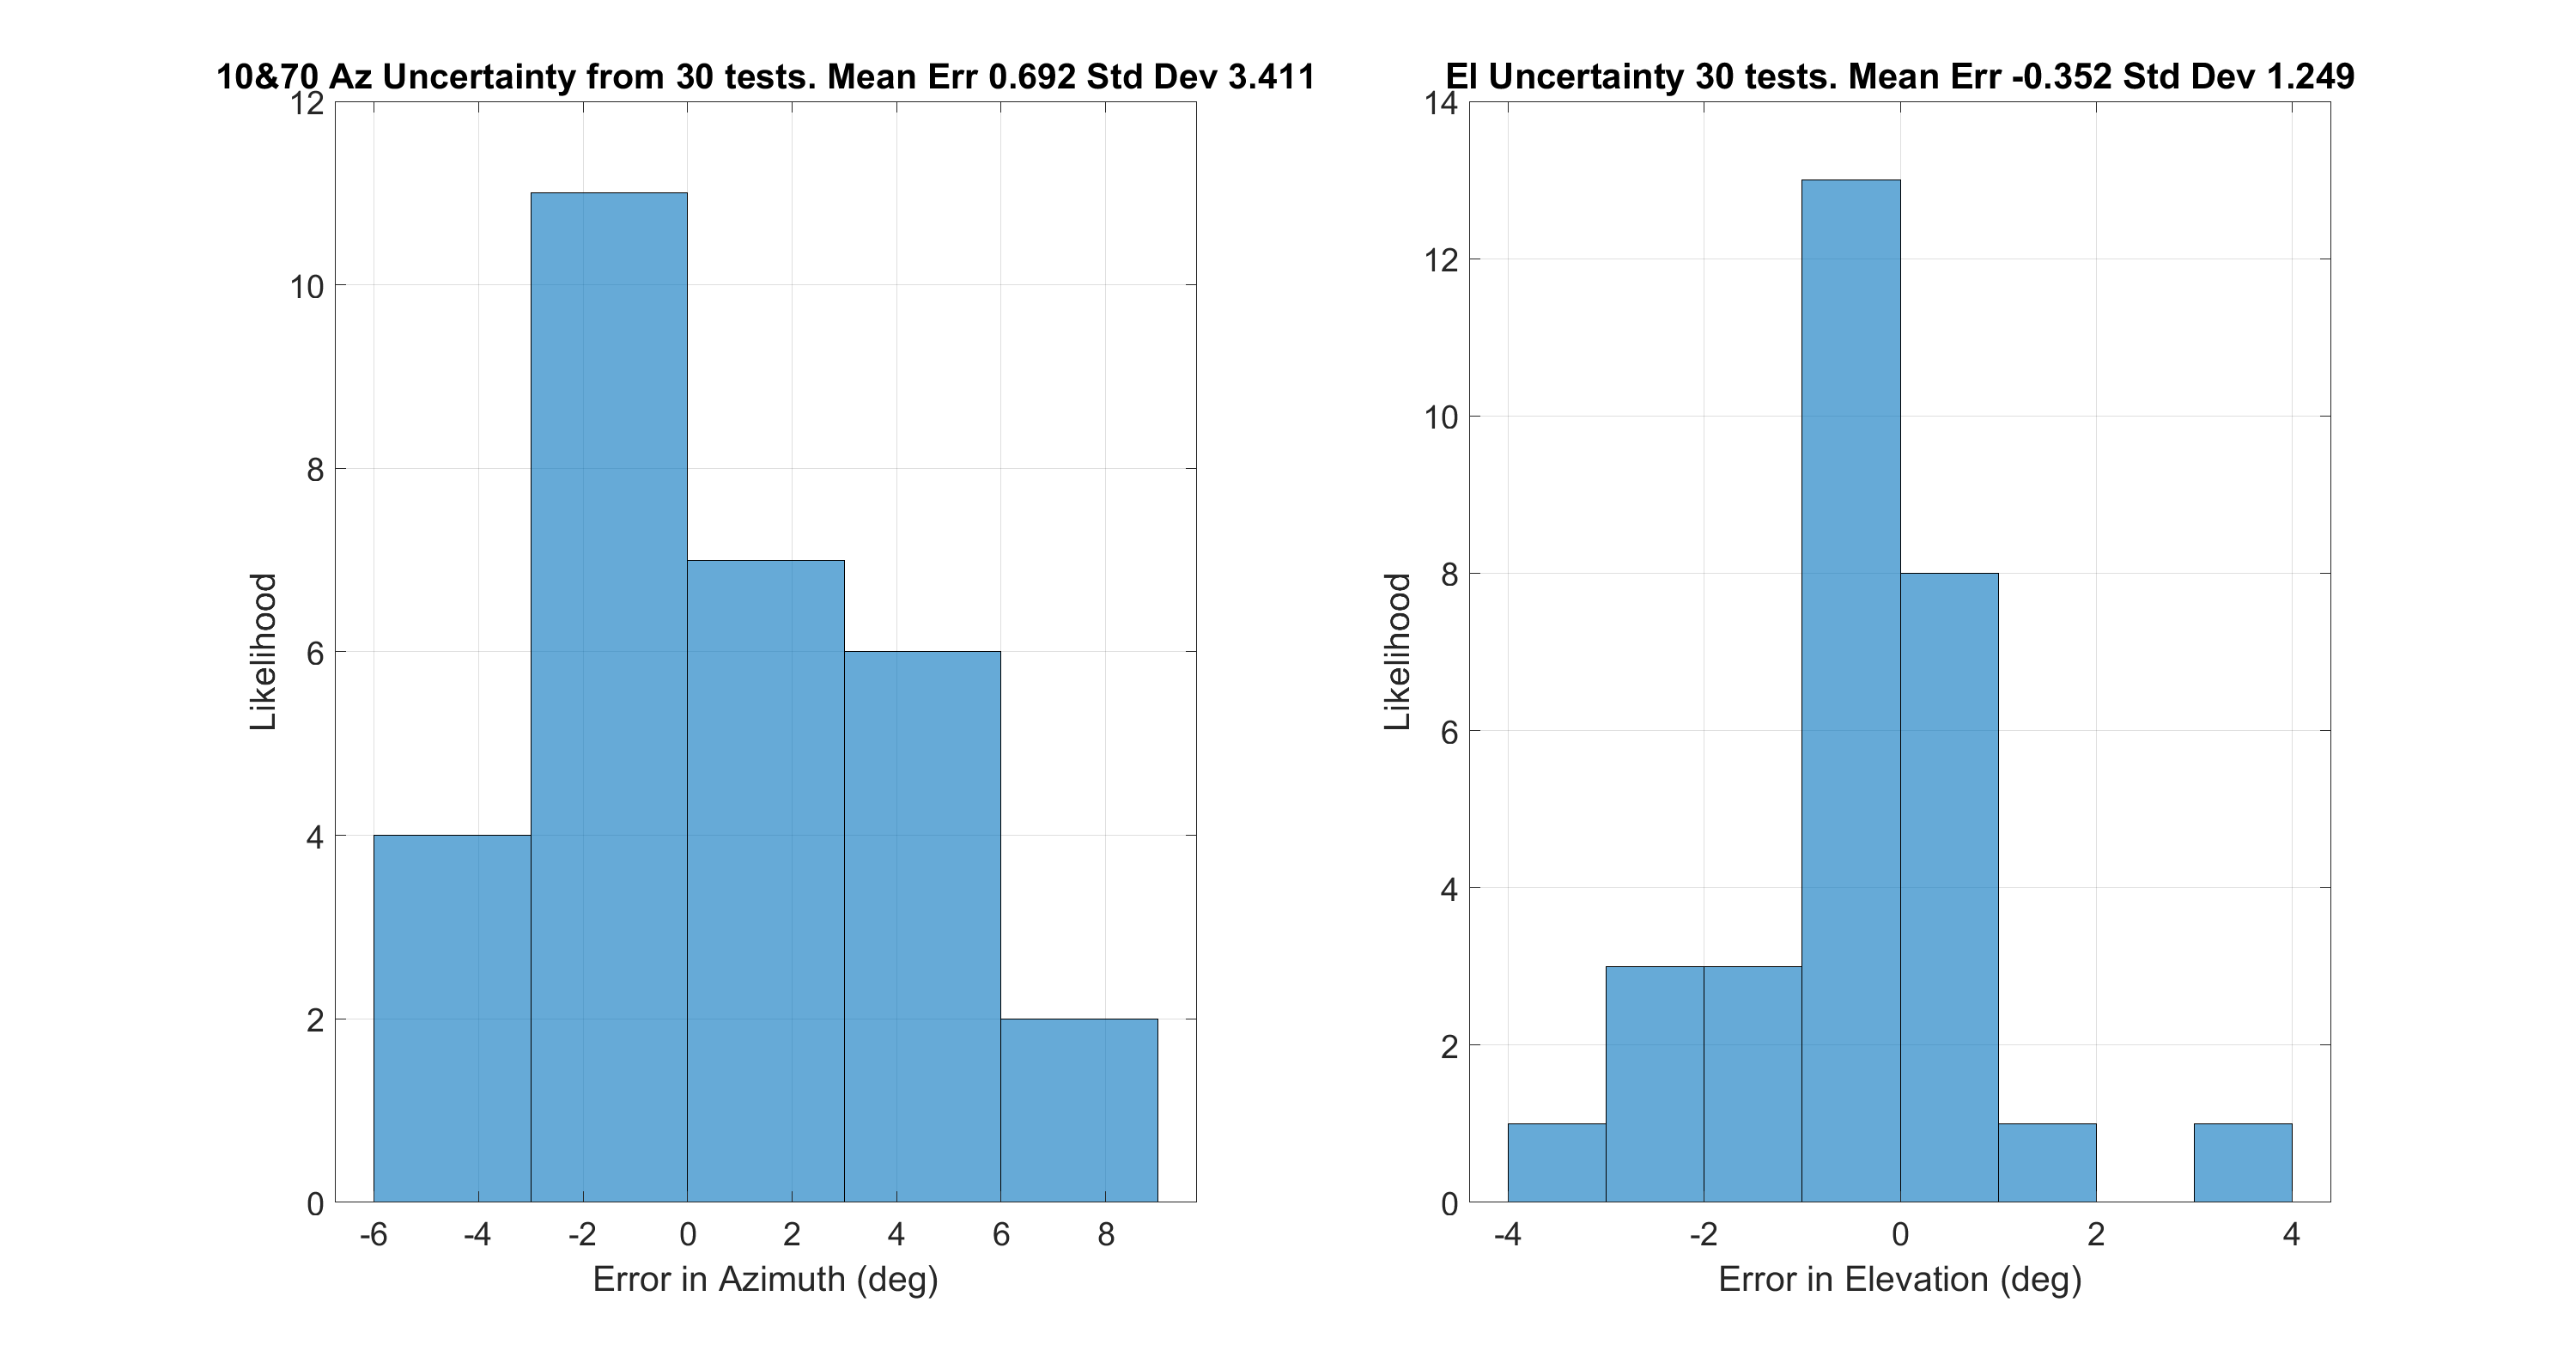 10&70 Az Uncertainty from 30 tests. Mean Err 0.692 Std Dev 3.411
12
10
8
6
4
2
0
Likelihood
-6 -4 -2 0 2 4 6 8
Error in Azimuth (deg)
El Uncertainty 30 tests. Mean Err -0.352 Std Dev 1.249
14
12
10
8
6
4
2
0
Likelihood
-4 -2 0 2 4
Error in Elevation (deg)